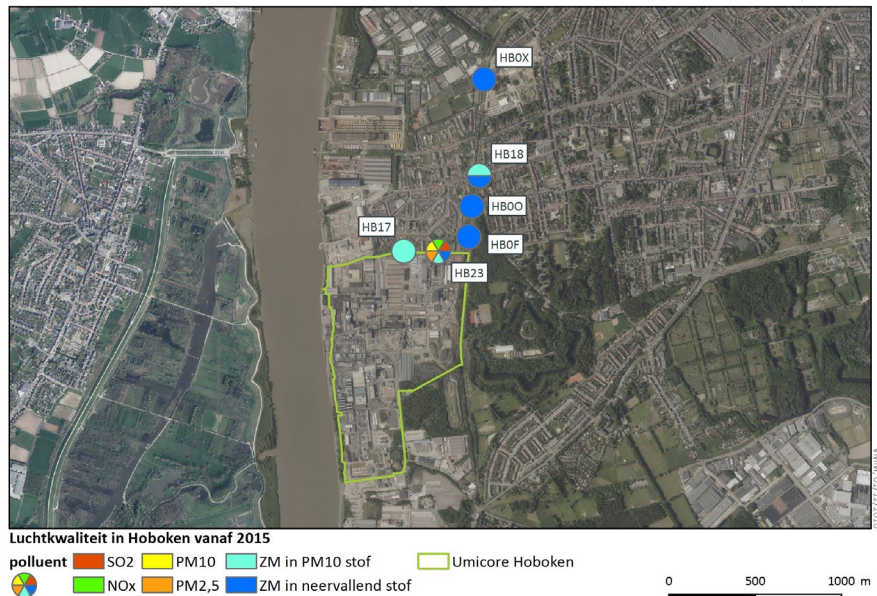 HB0X
HB18
HB0O
HB17
HB0F
HB23
Luchtkwaliteit in Hoboken vanaf 2015
polluent SO2 PM10 ZM in PM10 stof Umicore Hoboken
NOx PM2,5 ZM in neervallend stof
0 500 1000 m